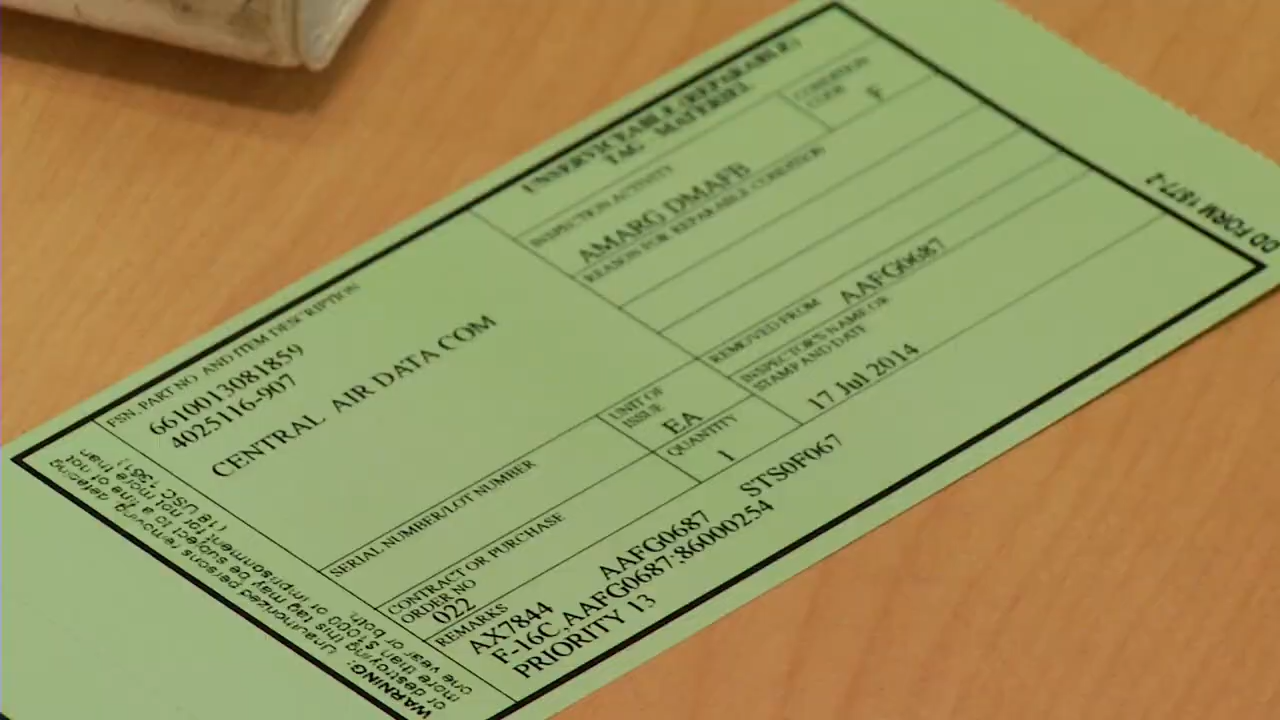 FSN, PART NO. AND ITEM DESCRIPTION
6610013081859
4025116-907
CENTRAL AIR DATA COM
UNSERVICEABLE (REPARABLE)
TAG - MATERIEL
INSPECTION ACTIVITY
AMARG DMAFB
CONDITION
CODE
F
REASON FOR REPARABLE CONDITION
REMOVED FROM AAFG0687
SERIAL NUMBER/LOT NUMBER
UNIT OF
ISSUE
EA
INSPECTOR'S NAME OR
STAMP AND DATE
17 Jul 2014
CONTRACT OR PURCHASE
ORDER NO
022
QUANTITY
1
REMARKS
AX7844 AAFG0687 STS0F067
F-16C,AAFG0687;86000254
PRIORITY 13
WARNING:
Unauthorized persons removing, defacing
or destroying this tag may be subject to a fine of not
more than $1,000 or imprisonment for not more than
one year or both. (18 USC 1361)
DD FORM 1577-2